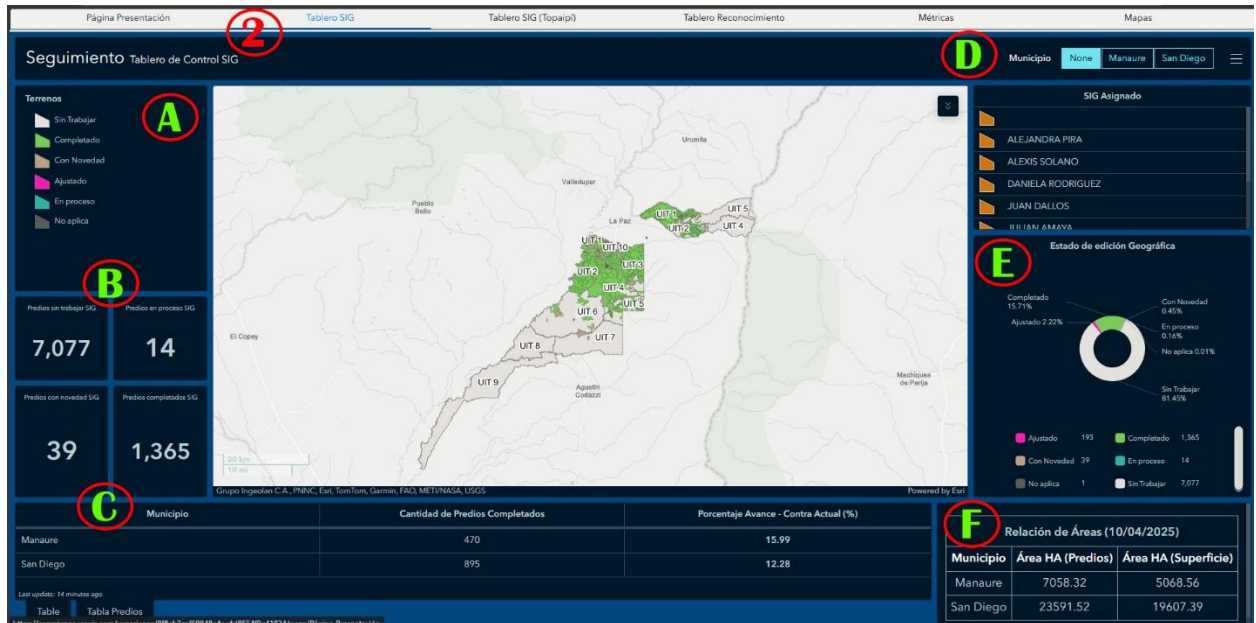 Página Presentación
Tablero SIG
Tablero SIG (Topaipí)
Tablero Reconocimiento
Métricas
Mapas
2
Seguimiento Tablero de Control SIG
D
Municipio None Manaure San Diego
Terrenos
A
Sin Trabajar
Completado
Con Novedad
Ajustado
En proceso
No aplica
B
Predios sin trabajar SIG
7,077
Predios en proceso SIG
14
Predios con novedad SIG
39
Predios completados SIG
1,365
Urumita
Valledupar
Pueblo
Bello
La Paz
UIT 1
UIT 5
UIT 2
UIT 4
UIT 1
UIT 10
UIT 2
UIT 3
UIT 4
UIT 5
UIT 6
UIT 7
UIT 8
UIT 9
El Copey
Agustín
Codazzi
Machiques
de Perija
20 km
10 mi
Grupo Ingeolan C.A., PNNC, Esri, TomTom, Garmin, FAO, METI/NASA, USGS
Powered by Esri
SIG Asignado
ALEJANDRA PIRA
ALEXIS SOLANO
DANIELA RODRIGUEZ
JUAN DALLOS
JULIAN AMAYA
E
Estado de edición Geográfica
Completado
15.71%
Ajustado 2.22%
Con Novedad
0.45%
En proceso
0.16%
No aplica 0.01%
Sin Trabajar
81.45%
Ajustado 193 Completado 1,365
Con Novedad 39 En proceso 14
No aplica 1 Sin Trabajar 7,077
C
Municipio Cantidad de Predios Completados Porcentaje Avance - Contra Actual (%)
Manaure 470 15.99
San Diego 895 12.28
Last update: 14 minutes ago
Table Tabla Predios
F
Relación de Áreas (10/04/2025)
Municipio Área HA (Predios) Área HA (Superficie)
Manaure 7058.32 5068.56
San Diego 23591.52 19607.39